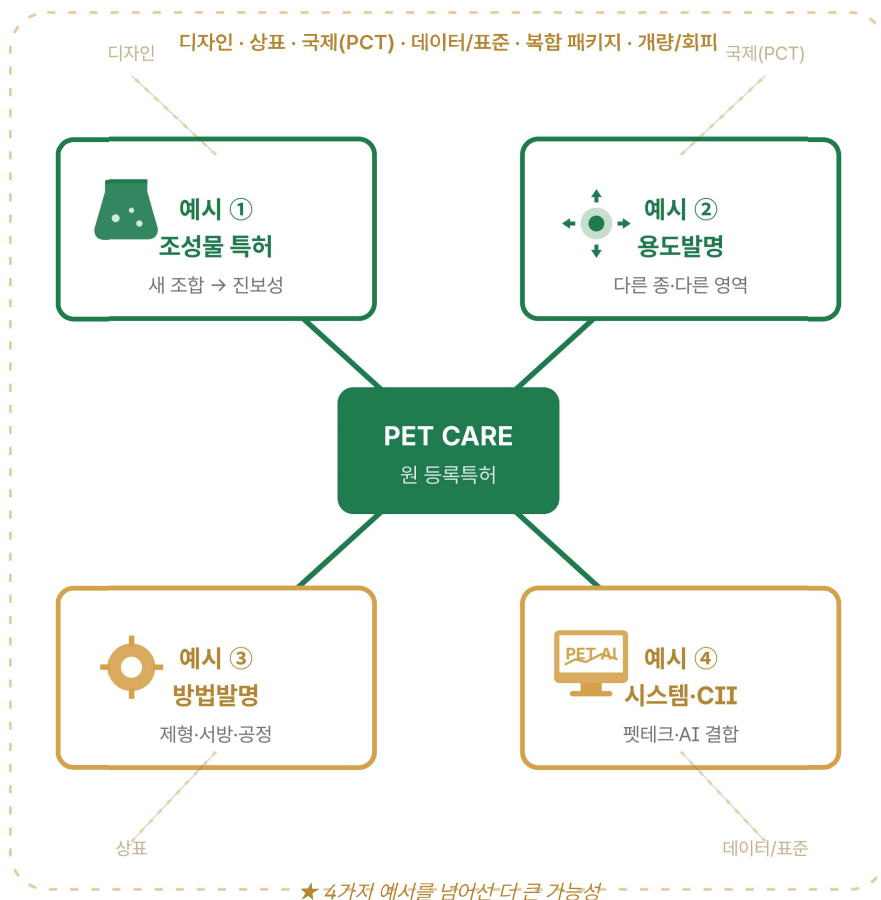 디자인 · 상표 · 국제(PCT) · 데이터/표준 · 복합 패키지 · 개량/회피
디자인
국제(PCT)
예시 ①
조성물 특허
새 조합 → 진보성
예시 ②
용도발명
다른 종·다른 영역
PET CARE
원 등록특허
예시 ③
방법발명
제형·서방·공정
PET AI
예시 ④
시스템·CII
펫테크·AI 결합
상표
데이터/표준
★ 4가저 예서를 넘어선 더 큰 가능성